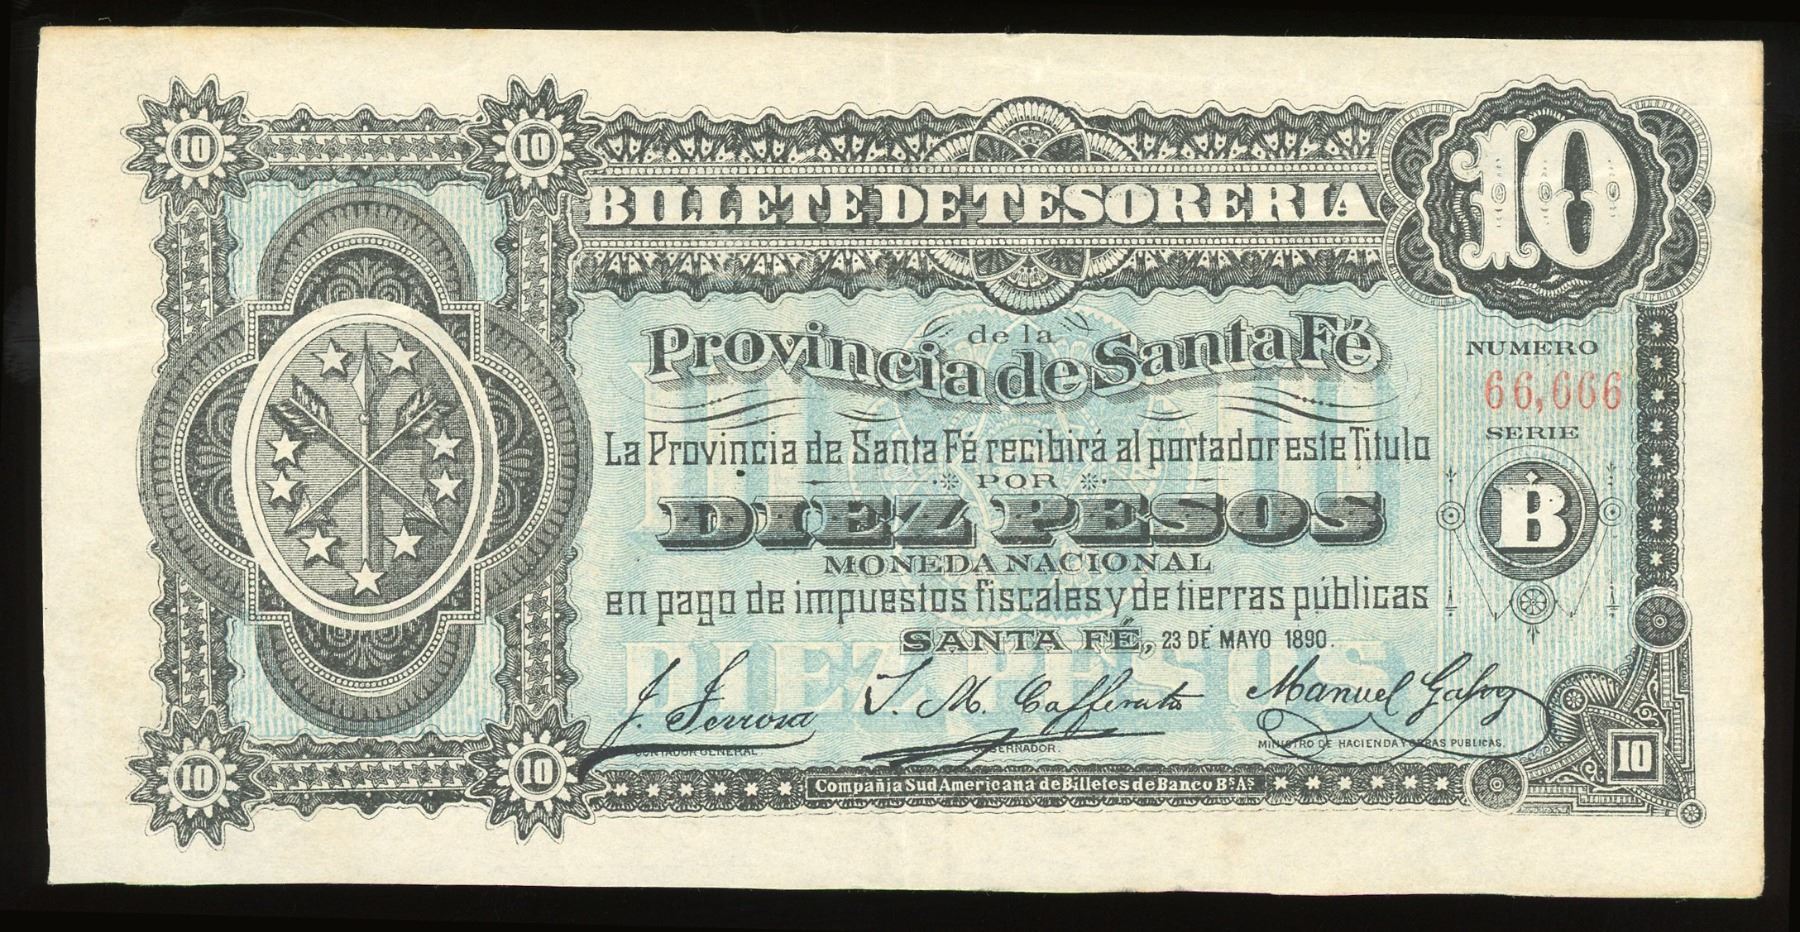 10 10
BILLETE DE TESORERIA
10
de la
Provincia de Santa Fé
NUMERO
66,666
SERIE
B
La Provincia de Santa Fé recibirá al portador este Titulo
POR
DIEZ PESOS
MONEDA NACIONAL
en pago de impuestos fiscales y de tierras públicas
SANTA FÉ, 23 DE MAYO 1890.
DIEZ PESOS
J. M. Cafferata
Manuel
CONTADOR GENERAL.
GOBERNADOR.
MINISTRO DE HACIENDA Y OBRAS PUBLICAS.
10 10
10
Compañia Sud Americana de Billetes de Banco Bs As